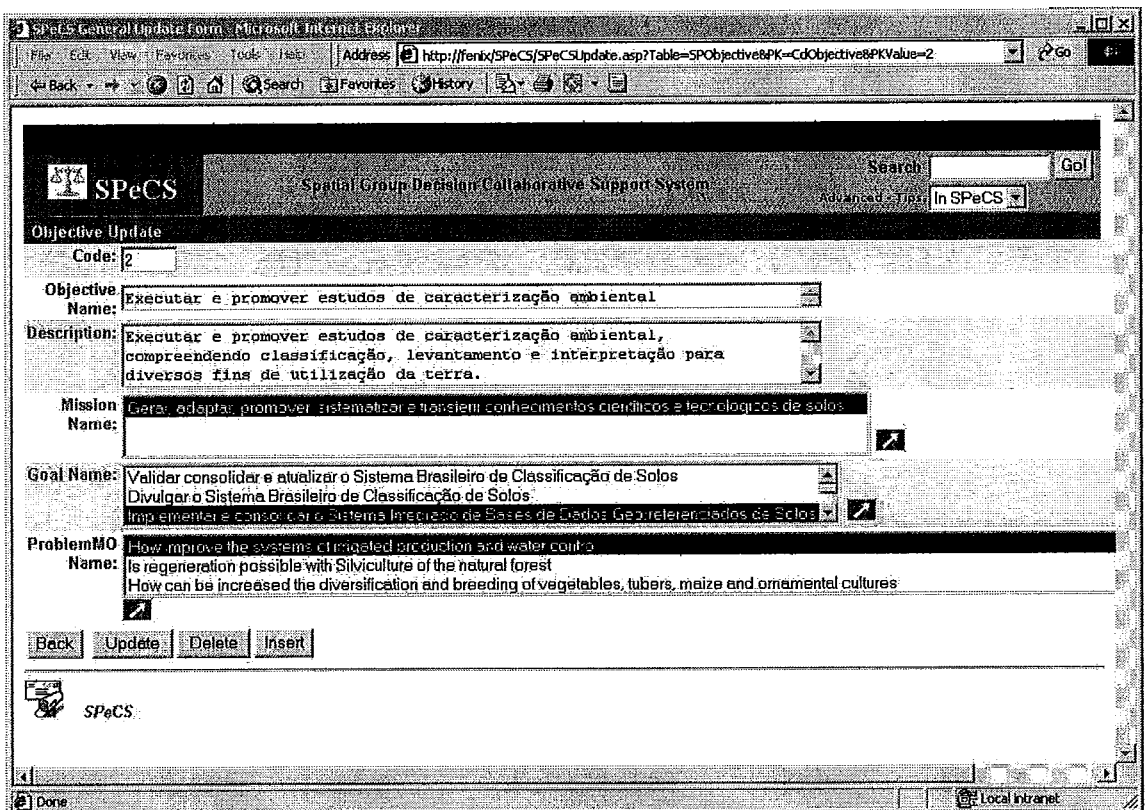 SPeCS General Update Form - Microsoft Internet Explorer
File Edit View Favorites Tools Help Address http://fenix/SPeCS/SPeCSUpdate.asp?Table=SPObjective&PK=CdObjective&PKValue=2 Go
Back Search Favorites History
SPeCS
Spatial Group Decision Collaborative Support System
Search Go!
Advanced - Tips: In SPeCS
Objective Update
Code: 2
Objective Name: Executar e promover estudos de caracterização ambiental
Description: Executar e promover estudos de caracterização ambiental,
compreendendo classificação, levantamento e interpretação para
diversos fins de utilização da terra.
Mission Name: Gerar, adaptar, promover, sistematizar e transferir conhecimentos científicos e tecnológicos de solos
Goal Name: Validar consolidar e atualizar o Sistema Brasileiro de Classificação de Solos
Divulgar o Sistema Brasileiro de Classificação de Solos
Implementar e consolidar o Sistema Integrado de Bases de Dados Georeferenciados de Solos
ProblemMO Name: How improve the systems of irrigated production and water control
Is regeneration possible with Silviculture of the natural forest
How can be increased the diversification and breeding of vegetables, tubers, maize and ornamental cultures
Back Update Delete Insert
SPeCS
Done Local intranet